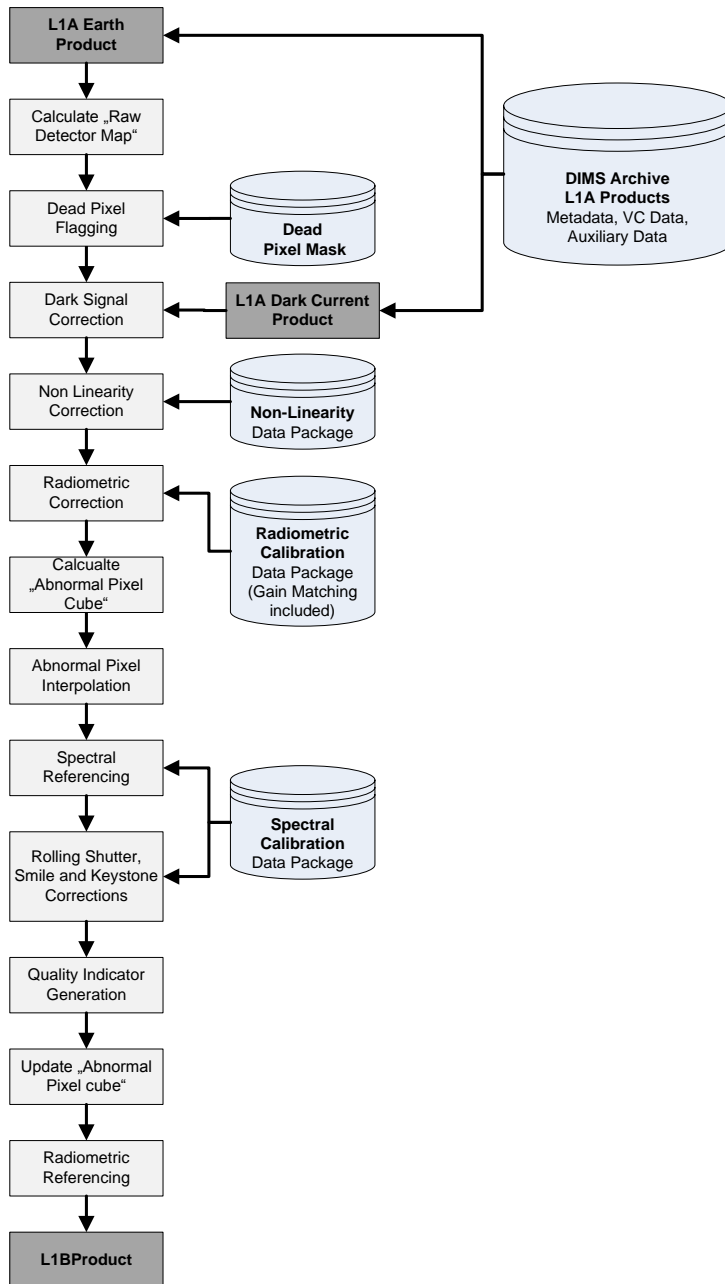 L1A Earth
Product
Calculate „Raw
Detector Map“
Dead Pixel
Flagging
Dead
Pixel Mask
DIMS Archive
L1A Products
Metadata, VC Data,
Auxiliary Data
Dark Signal
Correction
L1A Dark Current
Product
Non Linearity
Correction
Non-Linearity
Data Package
Radiometric
Correction
Radiometric
Calibration
Data Package
(Gain Matching
included)
Calcualte
„Abnormal Pixel
Cube“
Abnormal Pixel
Interpolation
Spectral
Referencing
Spectral
Calibration
Data Package
Rolling Shutter,
Smile and Keystone
Corrections
Quality Indicator
Generation
Update „Abnormal
Pixel cube“
Radiometric
Referencing
L1BProduct